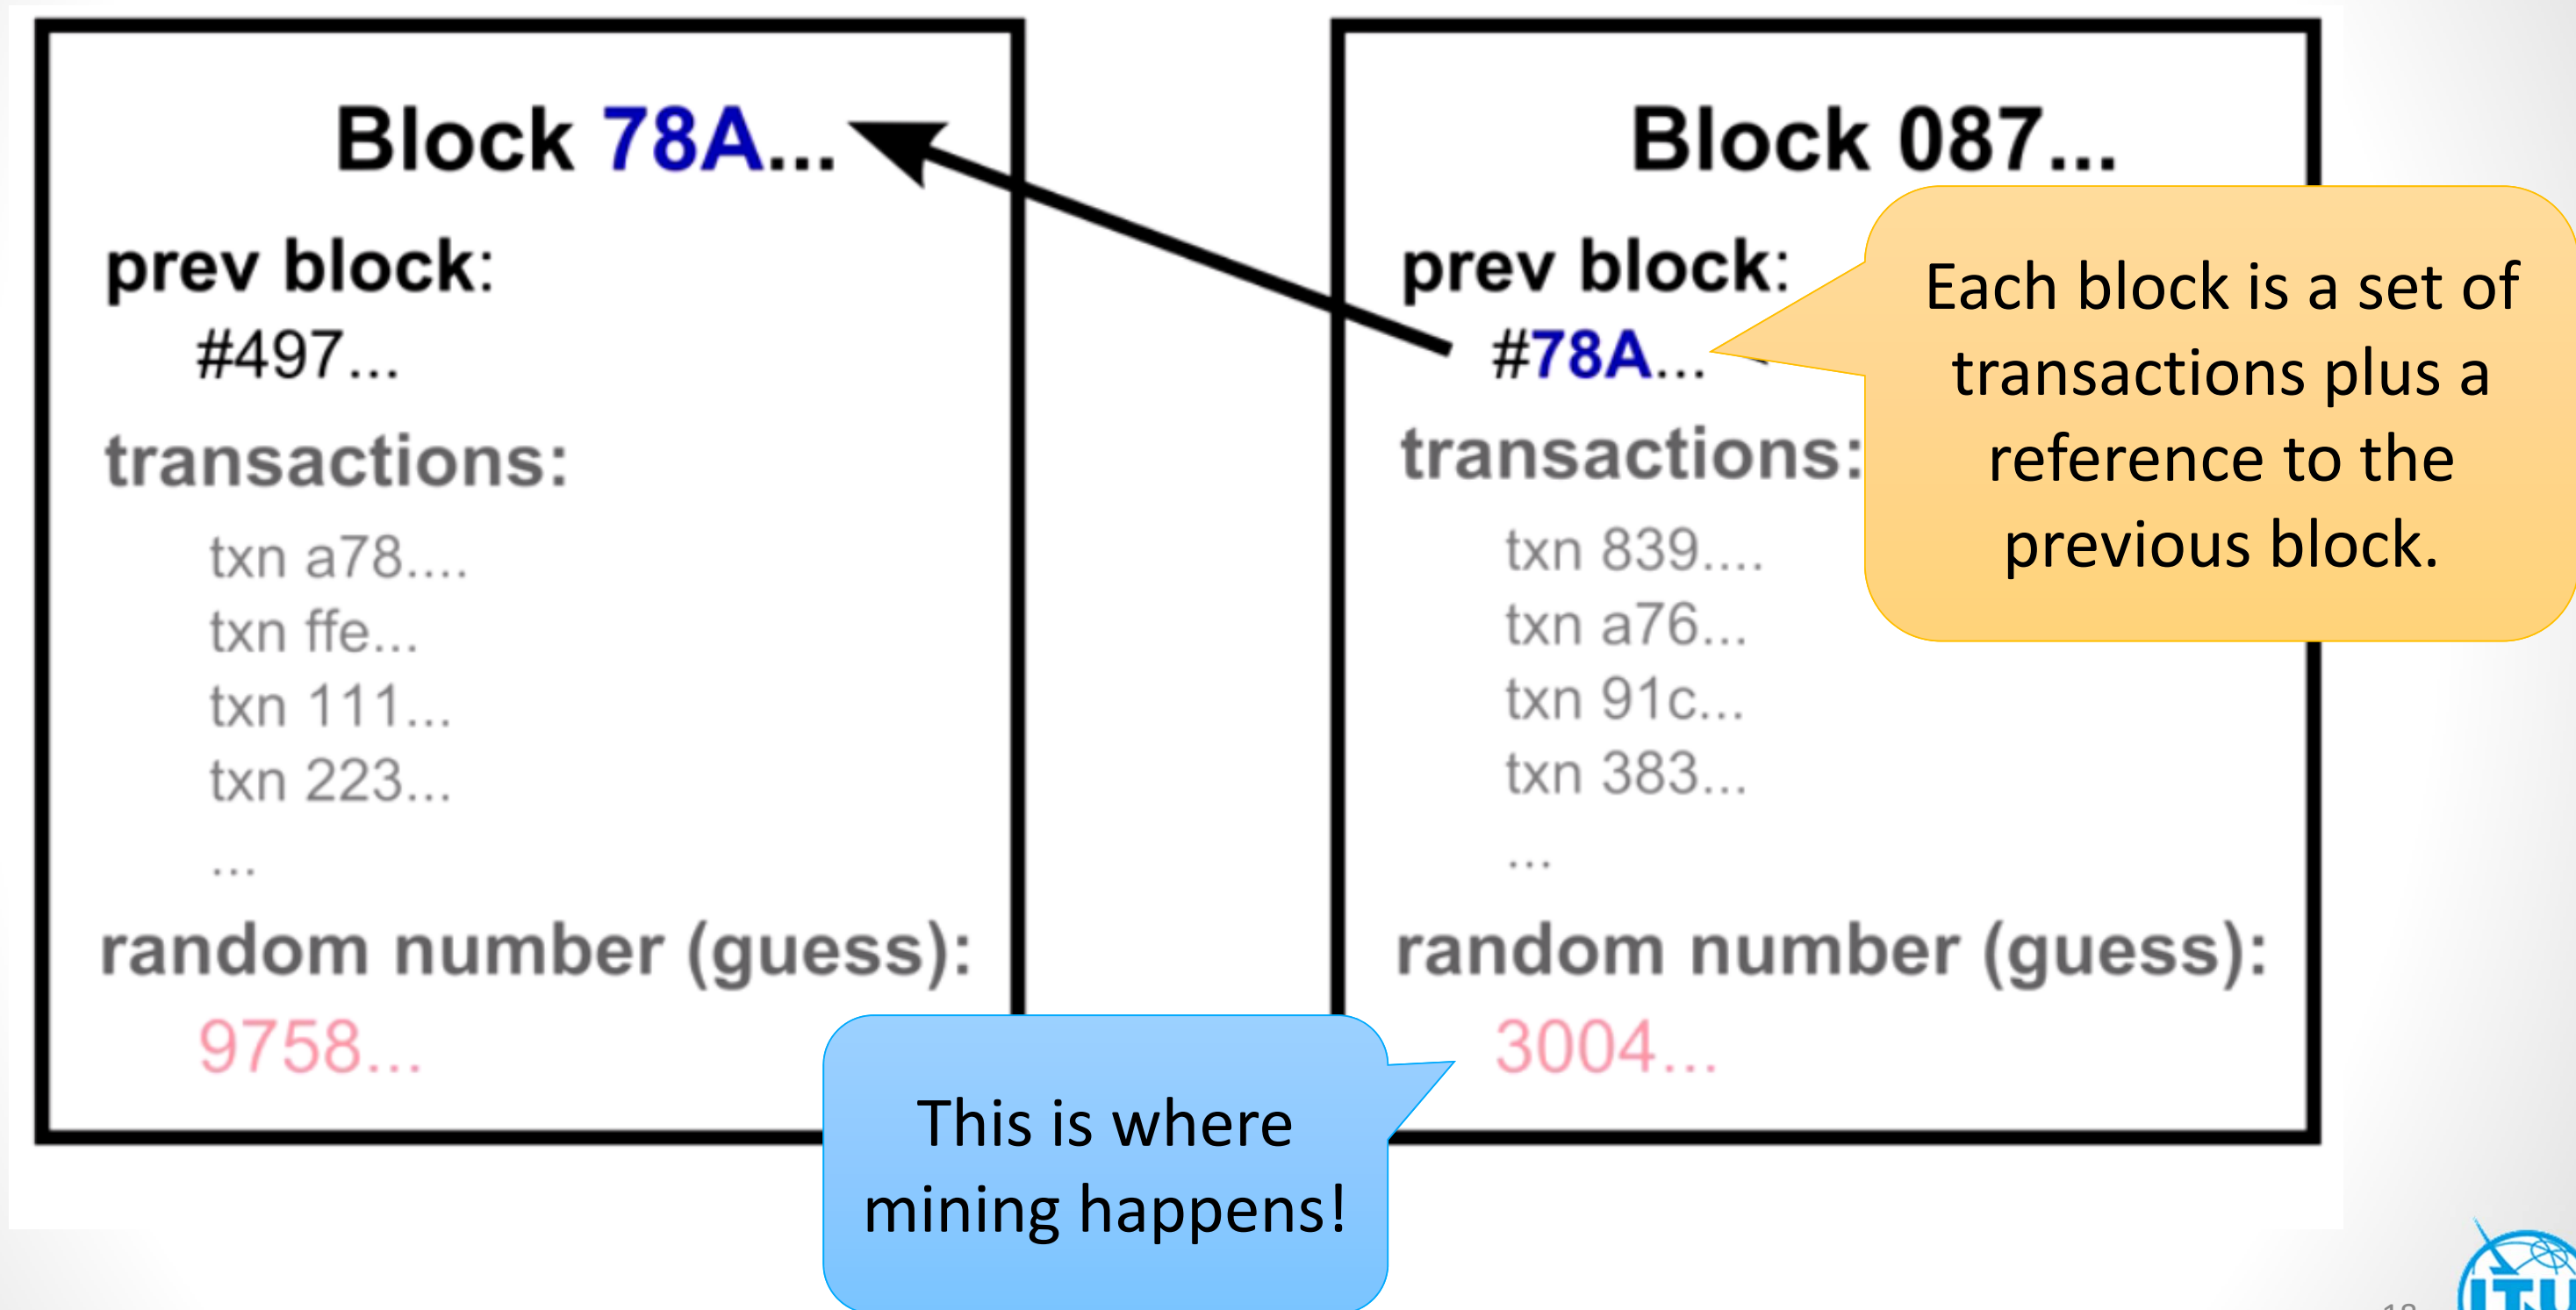 Block 78A...
prev block:
#497...
transactions:
txn a78....
txn ffe...
txn 111...
txn 223...
...
random number (guess):
9758...
Block 087...
prev block:
#78A...
transactions:
txn 839....
txn a76...
txn 91c...
txn 383...
...
random number (guess):
3004...
Each block is a set of
transactions plus a
reference to the
previous block.
This is where
mining happens!
ITU